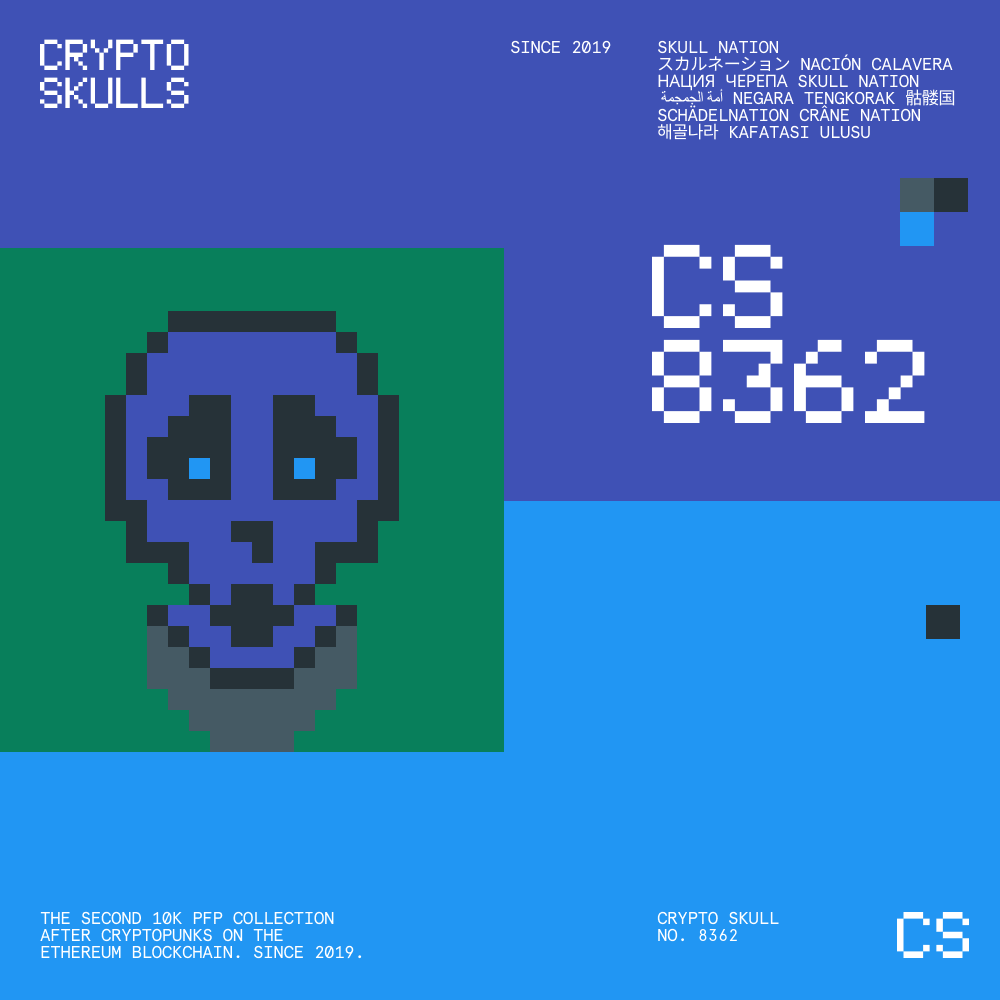 CRYPTO
SKULLS
SINCE 2019
SKULL NATION
スカルネーション NACIÓN CALAVERA
НАЦИЯ ЧЕРЕПА SKULL NATION
أمة الجمجمة NEGARA TENGKORAK 骷髅国
SCHÄDELNATION CRÂNE NATION
해골나라 KAFATASI ULUSU
CS
8362
THE SECOND 10K PFP COLLECTION
AFTER CRYPTOPUNKS ON THE
ETHEREUM BLOCKCHAIN. SINCE 2019.
CRYPTO SKULL
NO. 8362
CS